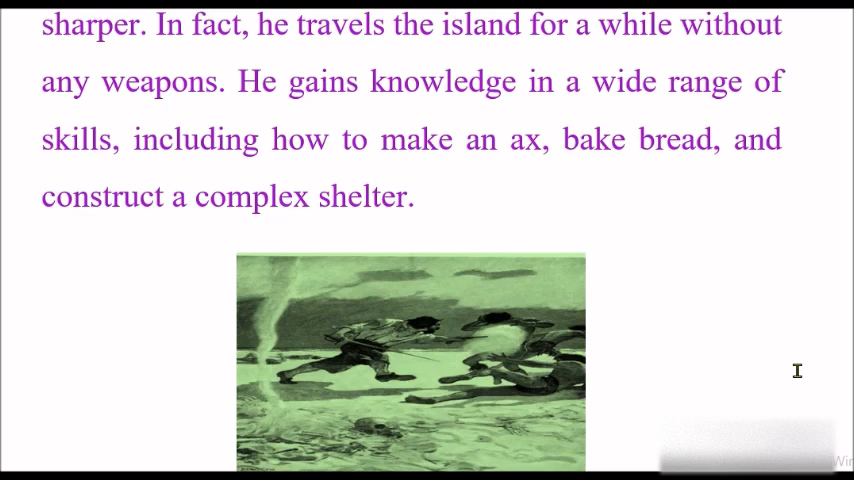 sharper. In fact, he travels the island for a while without
any weapons. He gains knowledge in a wide range of
skills, including how to make an ax, bake bread, and
construct a complex shelter.